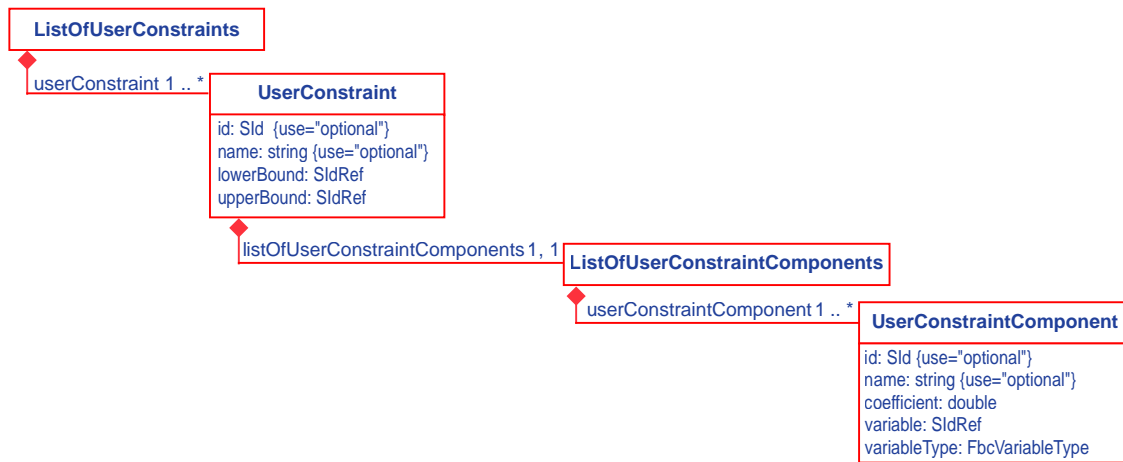 ListOfUserConstraints
userConstraint 1 .. *
UserConstraint
id: SId {use="optional"}
name: string {use="optional"}
lowerBound: SIdRef
upperBound: SIdRef
listOfUserConstraintComponents 1, 1
ListOfUserConstraintComponents
userConstraintComponent 1 .. *
UserConstraintComponent
id: SId {use="optional"}
name: string {use="optional"}
coefficient: double
variable: SIdRef
variableType: FbcVariableType